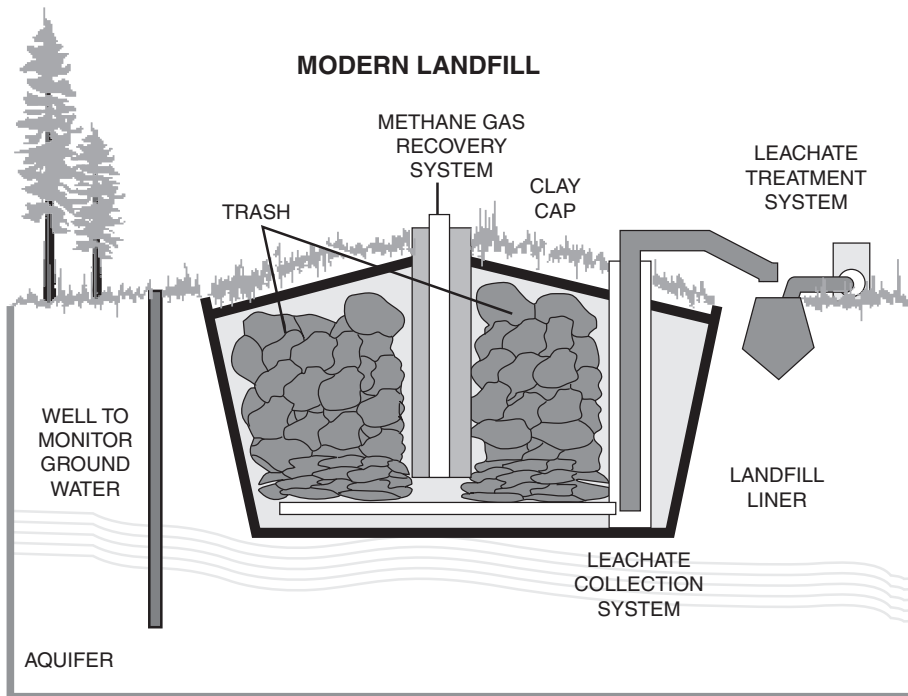 MODERN LANDFILL
METHANE GAS
RECOVERY
SYSTEM
LEACHATE
TREATMENT
SYSTEM
CLAY
CAP
TRASH
WELL TO
MONITOR
GROUND
WATER
LANDFILL
LINER
LEACHATE
COLLECTION
SYSTEM
AQUIFER